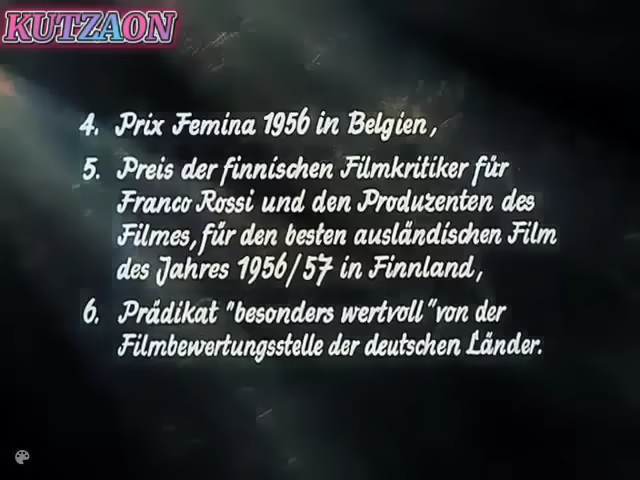 KUTZAON
4. Prix Femina 1956 in Belgien,
5. Preis der finnischen Filmkritiker für
Franco Rossi und den Produzenten des
Filmes, für den besten ausländischen Film
des Jahres 1956/57 in Finnland,
6. Prädikat "besonders wertvoll" von der
Filmbewertungsstelle der deutschen Länder.